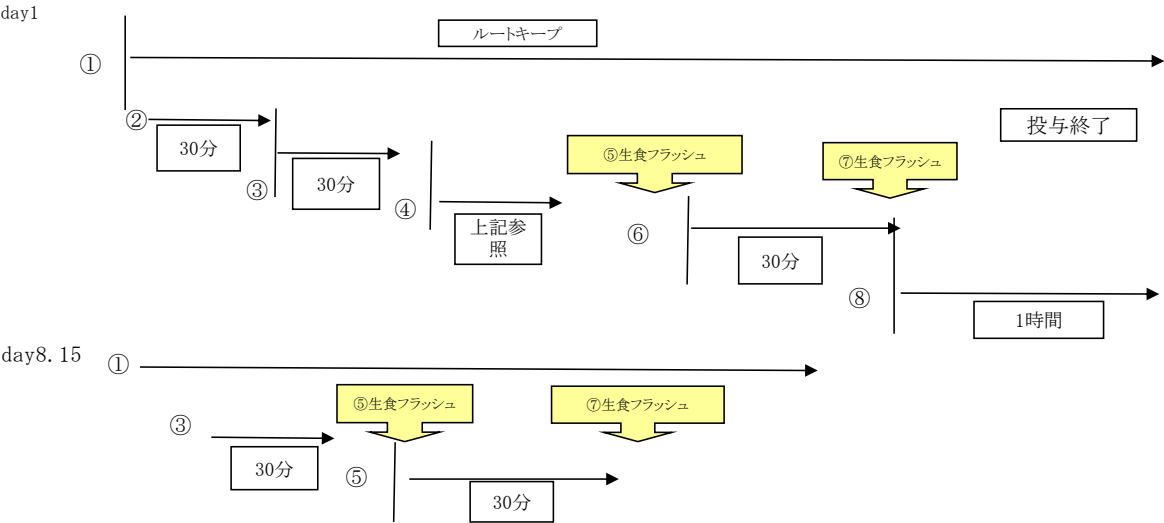 day1
ルートキープ
①
②
30分
③
30分
④
上記参
照
⑤生食フラッシュ
⑥
30分
⑦生食フラッシュ
⑧
1時間
投与終了
day8.15
①
③
30分
⑤生食フラッシュ
⑤
30分
⑦生食フラッシュ